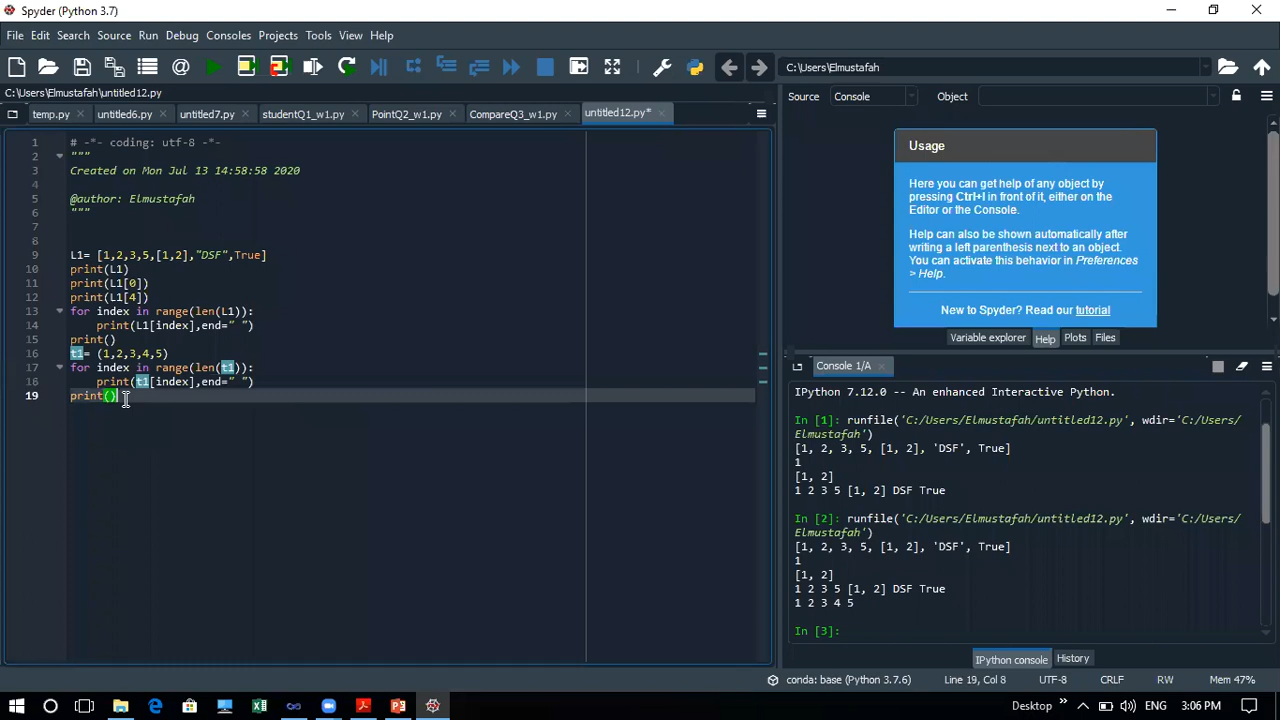 Spyder (Python 3.7)
File Edit Search Source Run Debug Consoles Projects Tools View Help
C:\Users\Elmustafah
C:\Users\Elmustafah\untitled12.py
temp.py untitled6.py untitled7.py studentQ1_w1.py PointQ2_w1.py CompareQ3_w1.py untitled12.py*
Source Console Object
1 # -*- coding: utf-8 -*-
2 """
3 Created on Mon Jul 13 14:58:58 2020
4
5 @author: Elmustafah
6 """
7
8
9 L1= [1,2,3,5,[1,2],"DSF",True]
10 print(L1)
11 print(L1[0])
12 print(L1[4])
13 for index in range(len(L1)):
14 print(L1[index],end=" ")
15 print()
16 t1= (1,2,3,4,5)
17 for index in range(len(t1)):
18 print(t1[index],end=" ")
19 print()
Usage
Here you can get help of any object by
pressing Ctrl+I in front of it, either on the
Editor or the Console.
Help can also be shown automatically after
writing a left parenthesis next to an object.
You can activate this behavior in Preferences
> Help.
New to Spyder? Read our tutorial
Variable explorer Help Plots Files
Console 1/A
IPython 7.12.0 -- An enhanced Interactive Python.
In [1]: runfile('C:/Users/Elmustafah/untitled12.py', wdir='C:/Users/
Elmustafah')
[1, 2, 3, 5, [1, 2], 'DSF', True]
1
[1, 2]
1 2 3 5 [1, 2] DSF True
In [2]: runfile('C:/Users/Elmustafah/untitled12.py', wdir='C:/Users/
Elmustafah')
[1, 2, 3, 5, [1, 2], 'DSF', True]
1
[1, 2]
1 2 3 5 [1, 2] DSF True
1 2 3 4 5
In [3]:
IPython console History
conda: base (Python 3.7.6) Line 19, Col 8 UTF-8 CRLF RW Mem 47%
Desktop ENG 3:06 PM